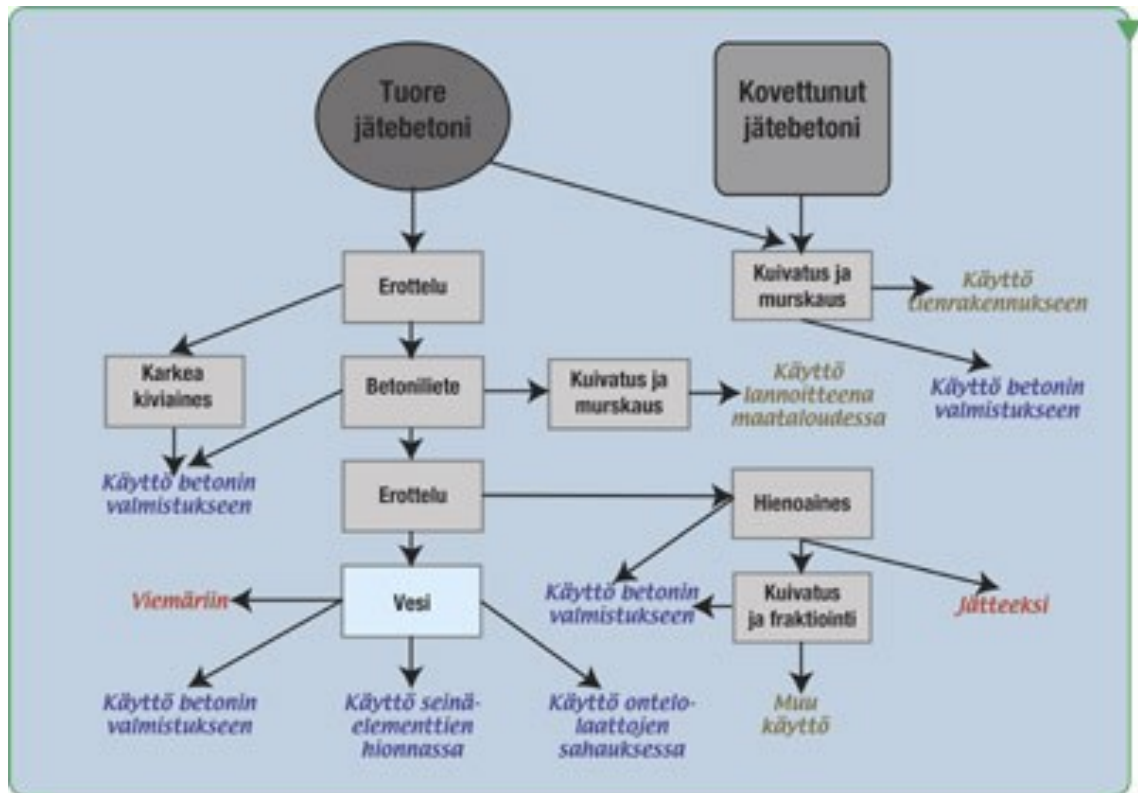 Tuore
jätebetoni
Kovettunut
jätebetoni
Erottelu
Kuivatus ja
murskaus
Käyttö
tienrakennukseen
Karkea
kiviaines
Betoniliete
Kuivatus ja
murskaus
Käyttö
lannoitteena
maataloudessa
Käyttö betonin
valmistukseen
Käyttö betonin
valmistukseen
Erottelu
Hienoaines
Viemäriin
Vesi
Käyttö betonin
valmistukseen
Kuivatus
ja fraktiointi
Jätteeksi
Käyttö betonin
valmistukseen
Käyttö seinä-
elementtien
hionnassa
Käyttö ontelo-
laattojen
sahauksessa
Muu
käyttö